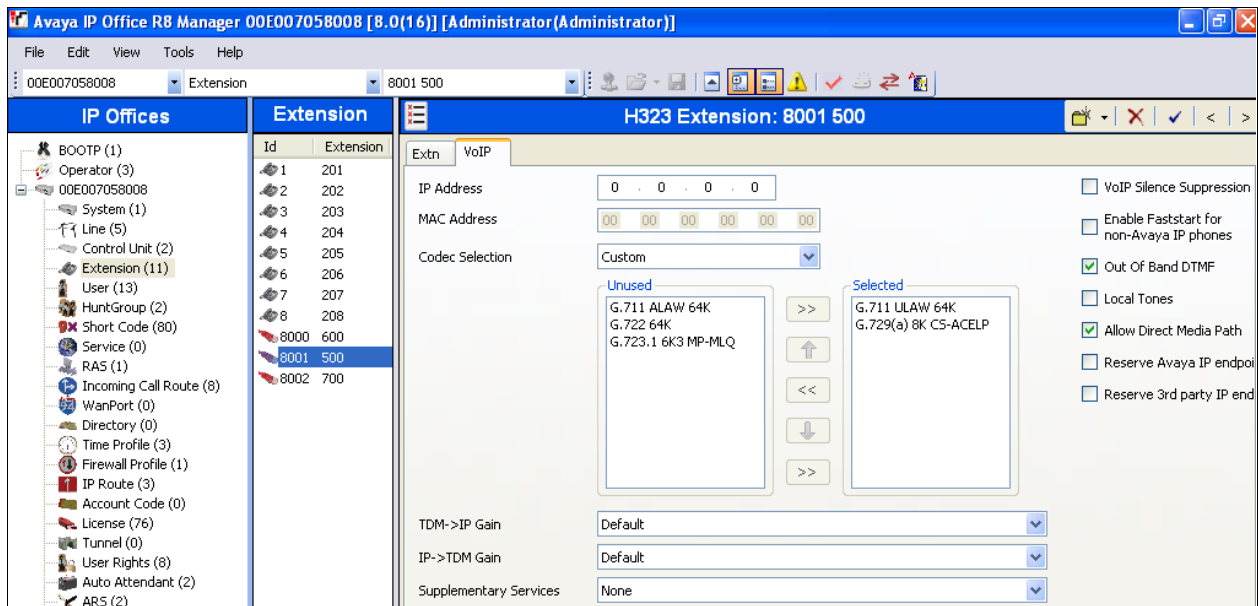 Avaya IP Office R8 Manager 00E007058008 [8.0(16)] [Administrator(Administrator)]
File Edit View Tools Help
00E007058008 Extension 8001 500
IP Offices
BOOTP (1)
Operator (3)
00E007058008
System (1)
Line (5)
Control Unit (2)
Extension (11)
User (13)
HuntGroup (2)
Short Code (80)
Service (0)
RAS (1)
Incoming Call Route (8)
WanPort (0)
Directory (0)
Time Profile (3)
Firewall Profile (1)
IP Route (3)
Account Code (0)
License (76)
Tunnel (0)
User Rights (8)
Auto Attendant (2)
ARS (2)
Extension
Id Extension
1 201
2 202
3 203
4 204
5 205
6 206
7 207
8 208
8000 600
8001 500
8002 700
H323 Extension: 8001 500
Extn VoIP
IP Address 0 . 0 . 0 . 0
MAC Address 00 00 00 00 00 00
Codec Selection Custom
Unused
G.711 ALAW 64K
G.722 64K
G.723.1 6K3 MP-MLQ
>>
<<
>>
Selected
G.711 ULAW 64K
G.729(a) 8K CS-ACELP
TDM->IP Gain Default
IP->TDM Gain Default
Supplementary Services None
VoIP Silence Suppression
Enable Faststart for
non-Avaya IP phones
Out Of Band DTMF
Local Tones
Allow Direct Media Path
Reserve Avaya IP endpoi
Reserve 3rd party IP end